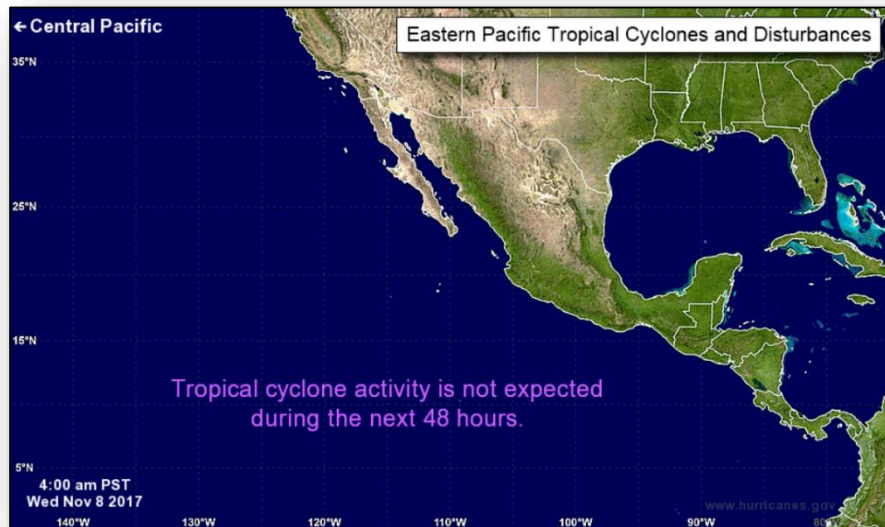 ← Central Pacific
Eastern Pacific Tropical Cyclones and Disturbances
35°N
25°N
15°N
Tropical cyclone activity is not expected
during the next 48 hours.
5°N
4:00 am PST
Wed Nov 8 2017
www.hurricanes.gov
140°W 130°W 120°W 110°W 100°W 90°W 80°W